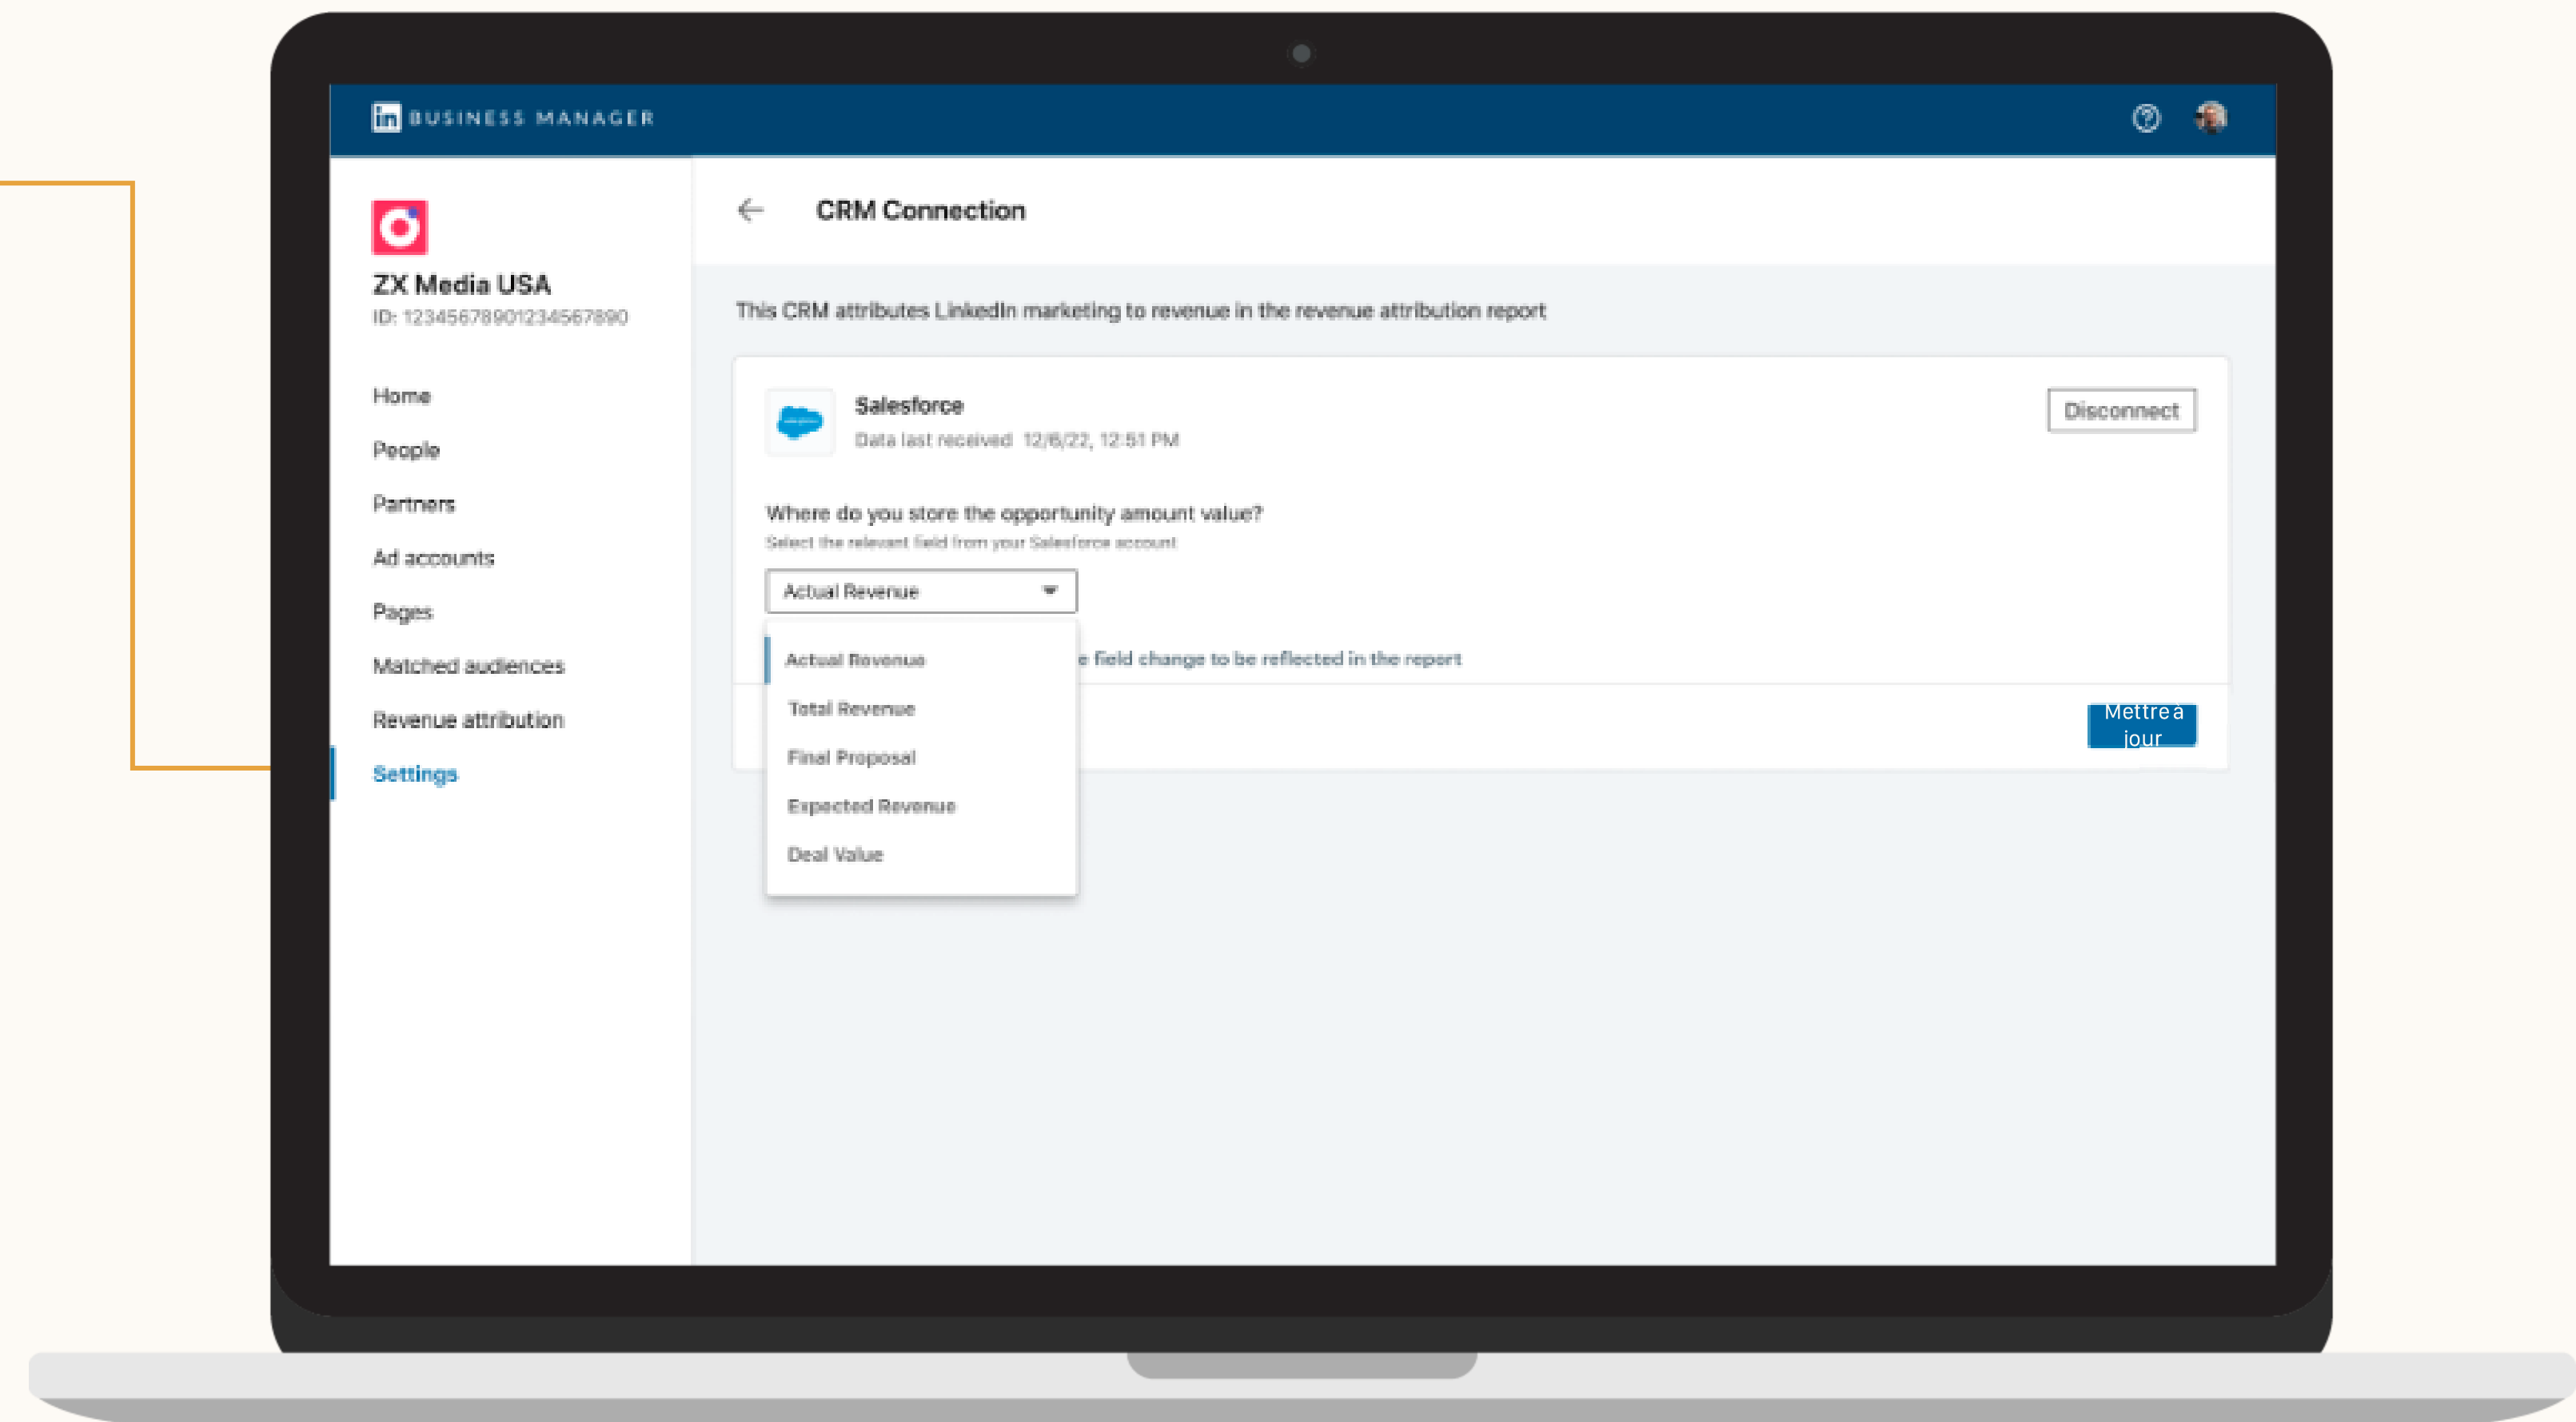 in BUSINESS MANAGER
ZX Media USA
ID: 12345678901234567890
Home
People
Partners
Ad accounts
Pages
Matched audiences
Revenue attribution
Settings
CRM Connection
This CRM attributes LinkedIn marketing to revenue in the revenue attribution report
Salesforce
Data last received 12/6/22, 12:51 PM
Disconnect
Where do you store the opportunity amount value?
Select the relevant field from your Salesforce account
Actual Revenue
Actual Revenue
e field change to be reflected in the report
Total Revenue
Final Proposal
Expected Revenue
Deal Value
Mettre à
jour